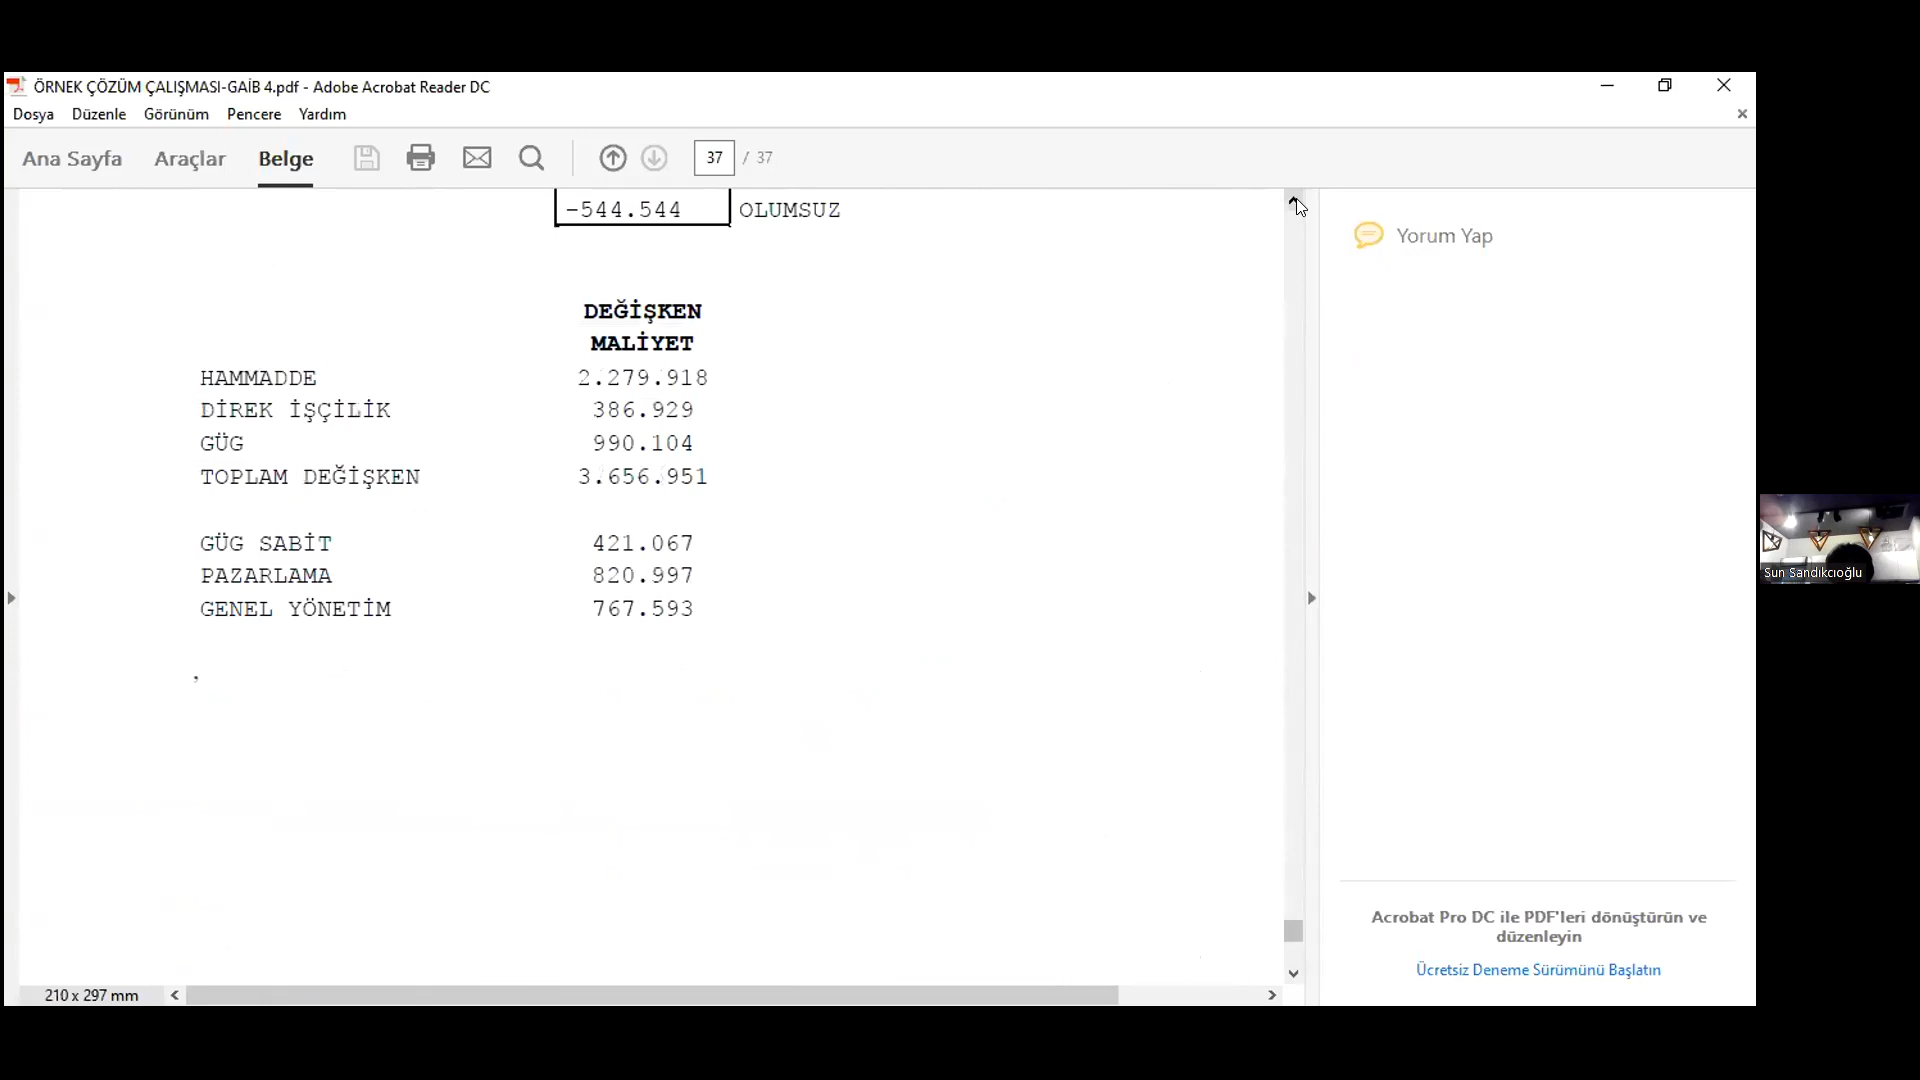 ÖRNEK ÇÖZÜM ÇALIŞMASI-GAİB 4.pdf - Adobe Acrobat Reader DC
Dosya Düzenle Görünüm Pencere Yardım
Ana Sayfa Araçlar Belge 37 / 37
-544.544 OLUMSUZ
Yorum Yap
DEĞİŞKEN
MALİYET
HAMMADDE 2.279.918
DİREK İŞÇİLİK 386.929
GÜG 990.104
TOPLAM DEĞİŞKEN 3.656.951
GÜG SABİT 421.067
PAZARLAMA 820.997
GENEL YÖNETİM 767.593
,
Sun Sandıkcıoğlu
Acrobat Pro DC ile PDF'leri dönüştürün ve
düzenleyin
Ücretsiz Deneme Sürümünü Başlatın
210 x 297 mm